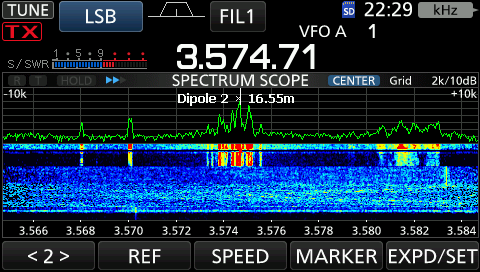 TUNE LSB FIL1 SD 22:29 kHz
TX VFO A 1
1 · 5 · 9
S/SWR 3.574.71
R T HOLD SPECTRUM SCOPE CENTER Grid 2k/10dB
-10k +10k
Dipole 2 × 16.55m
3.566 3.568 3.570 3.572 3.574 3.576 3.578 3.580 3.582 3.584
< 2 > REF SPEED MARKER EXPD/SET